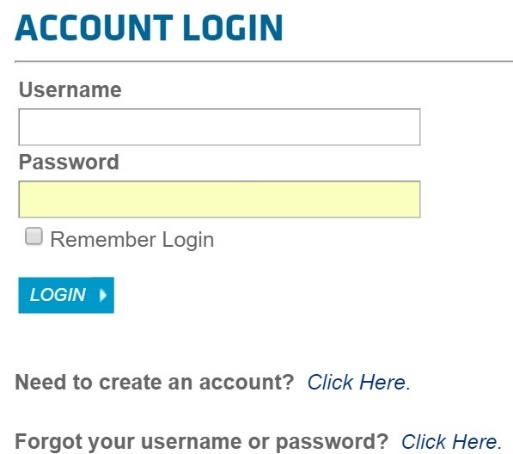 ACCOUNT LOGIN
Username
Password
Remember Login
LOGIN
Need to create an account? Click Here.
Forgot your username or password? Click Here.